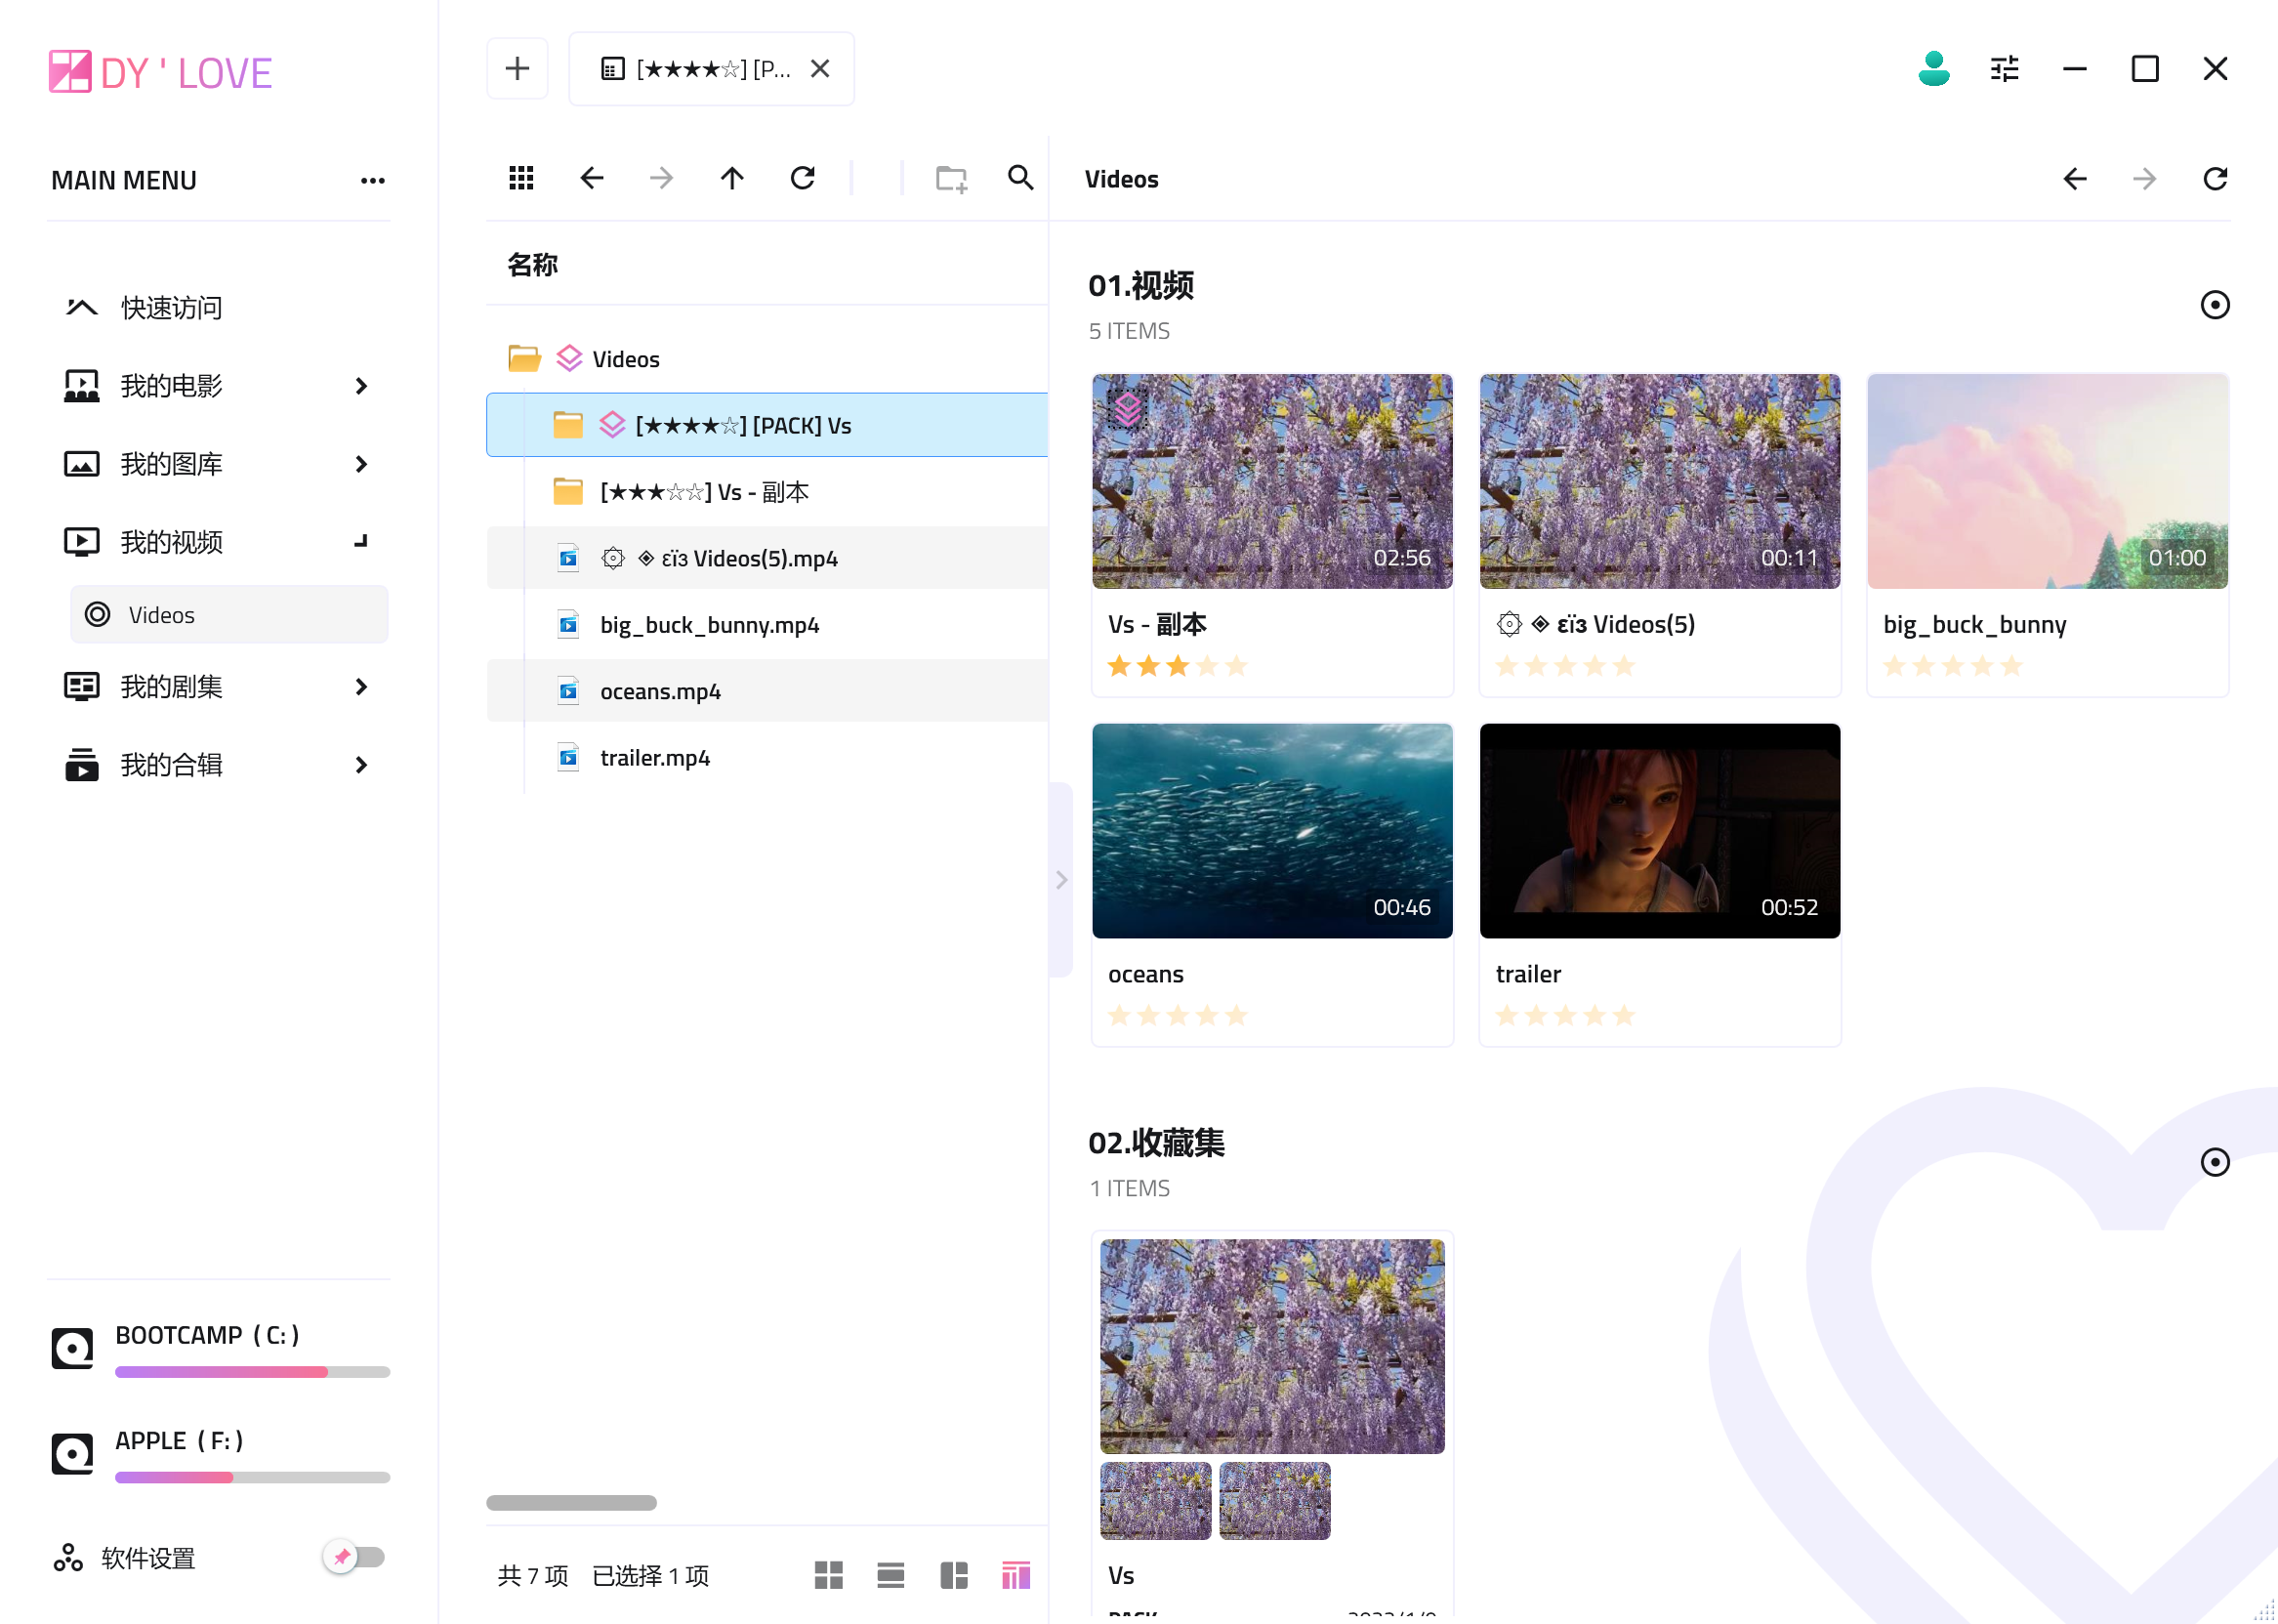 DY ' LOVE
[★★★★☆] [P...
MAIN MENU
快速访问
我的电影
我的图库
我的视频
Videos
我的剧集
我的合辑
BOOTCAMP ( C: )
APPLE ( F: )
软件设置
名称
Videos
[★★★★☆] [PACK] Vs
[★★★☆☆] Vs - 副本
۞ ◈ εïз Videos(5).mp4
big_buck_bunny.mp4
oceans.mp4
trailer.mp4
共 7 项 已选择 1 项
Videos
01.视频
5 ITEMS
02:56
00:11
01:00
Vs - 副本
۞ ◈ εïз Videos(5)
big_buck_bunny
00:46
00:52
oceans
trailer
02.收藏集
1 ITEMS
Vs